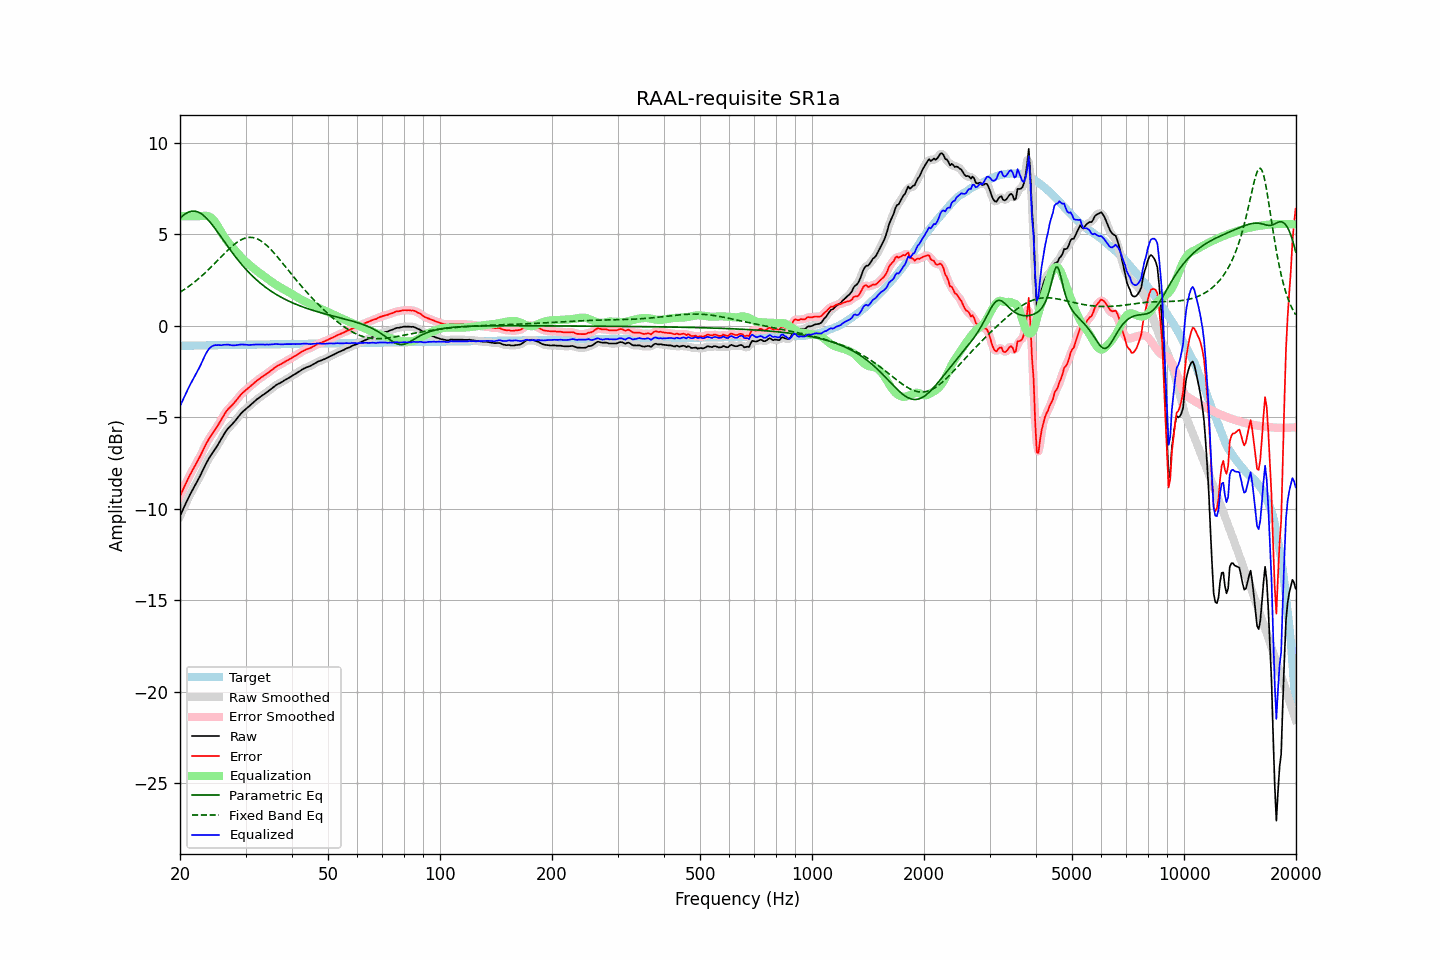 RAAL-requisite SR1a
10
5
0
−5
−10
−15
−20
−25
Amplitude (dBr)
Target
Raw Smoothed
Error Smoothed
Raw
Error
Equalization
Parametric Eq
Fixed Band Eq
Equalized
20 50 100 200 500 1000 2000 5000 10000 20000
Frequency (Hz)